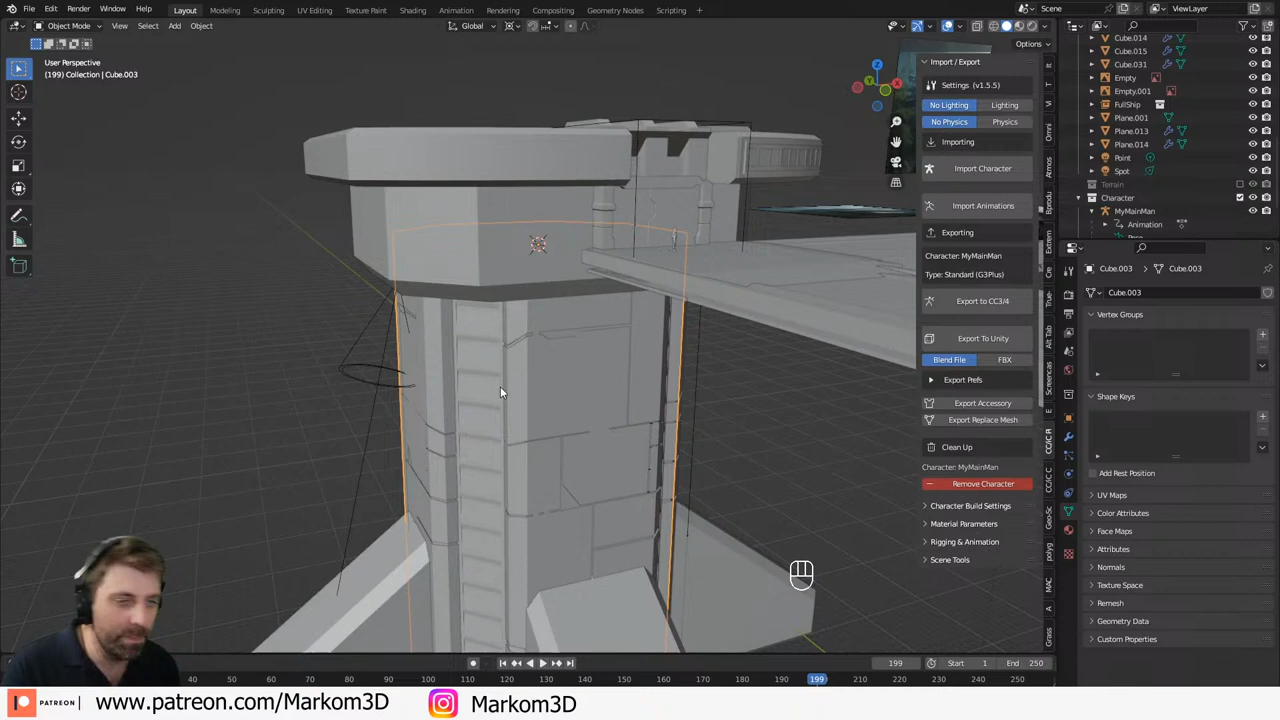 File Edit Render Window Help Layout Modeling Sculpting UV Editing Texture Paint Shading Animation Rendering Compositing Geometry Nodes Scripting Scene ViewLayer
Object Mode View Select Add Object Global
Options
User Perspective
(199) Collection | Cube.003
Import / Export
Settings (v1.5.5)
No Lighting Lighting
No Physics Physics
Importing
Import Character
Import Animations
Exporting
Character: MyMainMan
Type: Standard (G3Plus)
Export to CC3/4
Export To Unity
Blend File FBX
Export Prefs
Export Accessory
Export Replace Mesh
Clean Up
Character: MyMainMan
Remove Character
Character Build Settings
Material Parameters
Rigging & Animation
Scene Tools
Cube.014
Cube.015
Cube.031
Empty
Empty.001
FullShip
Plane.001
Plane.013
Plane.014
Point
Spot
Terrain
Character
MyMainMan
Animation
Cube.003 Cube.003
Cube.003
Vertex Groups
Shape Keys
Add Rest Position
UV Maps
Color Attributes
Face Maps
Attributes
Normals
Texture Space
Remesh
Geometry Data
Custom Properties
199 Start 1 End 250
40 50 60 70 80 90 100 110 120 130 140 150 160 170 180 190 199 210 220 230 240 250
PATREON www.patreon.com/Markom3D Markom3D